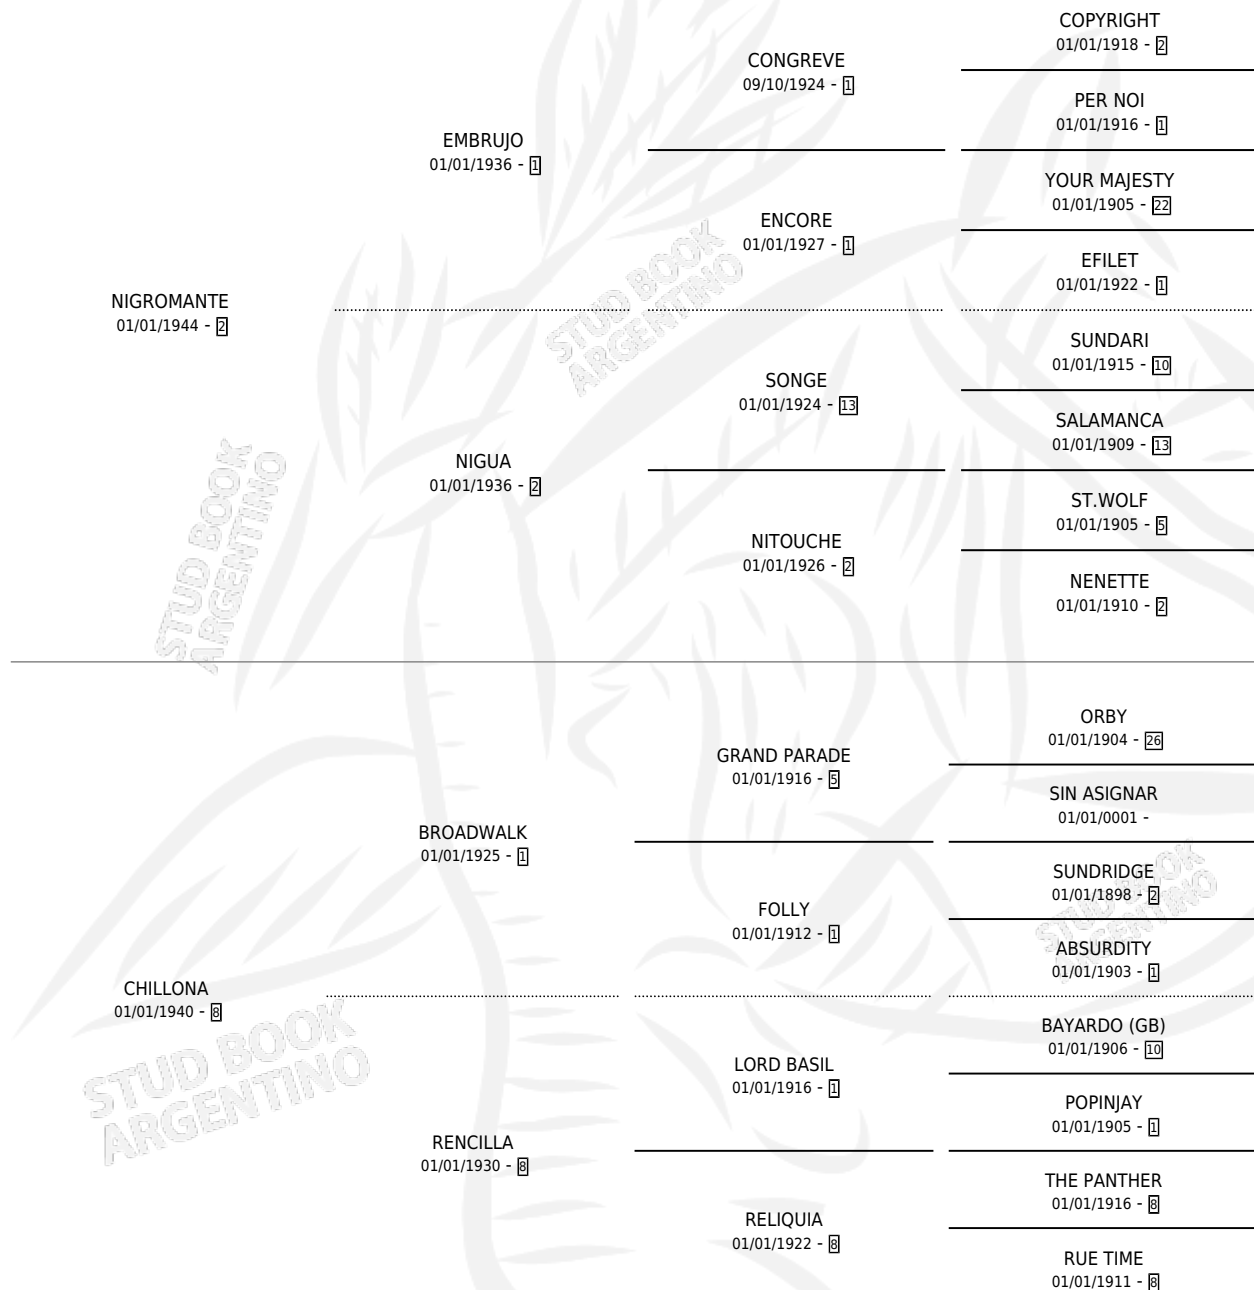 COPYRIGHT
01/01/1918 - 2
CONGREVE
09/10/1924 - 1
PER NOI
01/01/1916 - 1
EMBRUJO
01/01/1936 - 1
YOUR MAJESTY
01/01/1905 - 22
ENCORE
01/01/1927 - 1
EFILET
01/01/1922 - 1
NIGROMANTE
01/01/1944 - 2
SUNDARI
01/01/1915 - 10
SONGE
01/01/1924 - 13
SALAMANCA
01/01/1909 - 13
NIGUA
01/01/1936 - 2
ST.WOLF
01/01/1905 - 5
NITOUCHE
01/01/1926 - 2
NENETTE
01/01/1910 - 2
ORBY
01/01/1904 - 26
GRAND PARADE
01/01/1916 - 5
SIN ASIGNAR
01/01/0001 -
BROADWALK
01/01/1925 - 1
SUNDRIDGE
01/01/1898 - 2
FOLLY
01/01/1912 - 1
ABSURDITY
01/01/1903 - 1
CHILLONA
01/01/1940 - 8
BAYARDO (GB)
01/01/1906 - 10
LORD BASIL
01/01/1916 - 1
POPINJAY
01/01/1905 - 1
RENCILLA
01/01/1930 - 8
THE PANTHER
01/01/1916 - 8
RELIQUIA
01/01/1922 - 8
RUE TIME
01/01/1911 - 8
STUD BOOK
ARGENTINO
STUD BOOK
ARGENTINO
STUD BOOK
ARGENTINO
STUD BOOK
ARGENTINO